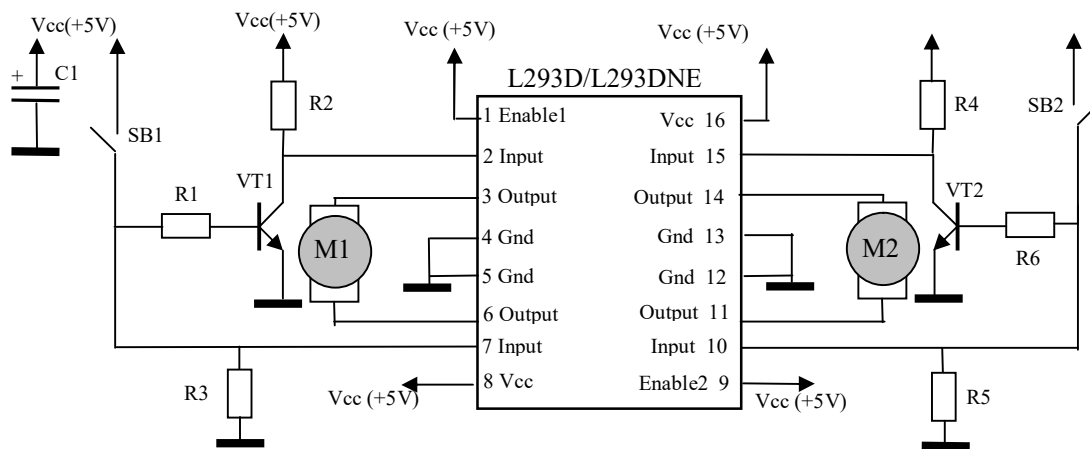 Vcc(+5V)
Vcc(+5V)
Vcc (+5V)
Vcc (+5V)
+
C1
L293D/L293DNE
R2
R4
SB1
SB2
1 Enable1
Vcc 16
2 Input
Input 15
VT1
R1
3 Output
Output 14
VT2
4 Gnd
Gnd 13
M1
M2
R6
5 Gnd
Gnd 12
6 Output
Output 11
7 Input
Input 10
R3
8 Vcc
Enable2 9
R5
Vcc (+5V)
Vcc (+5V)